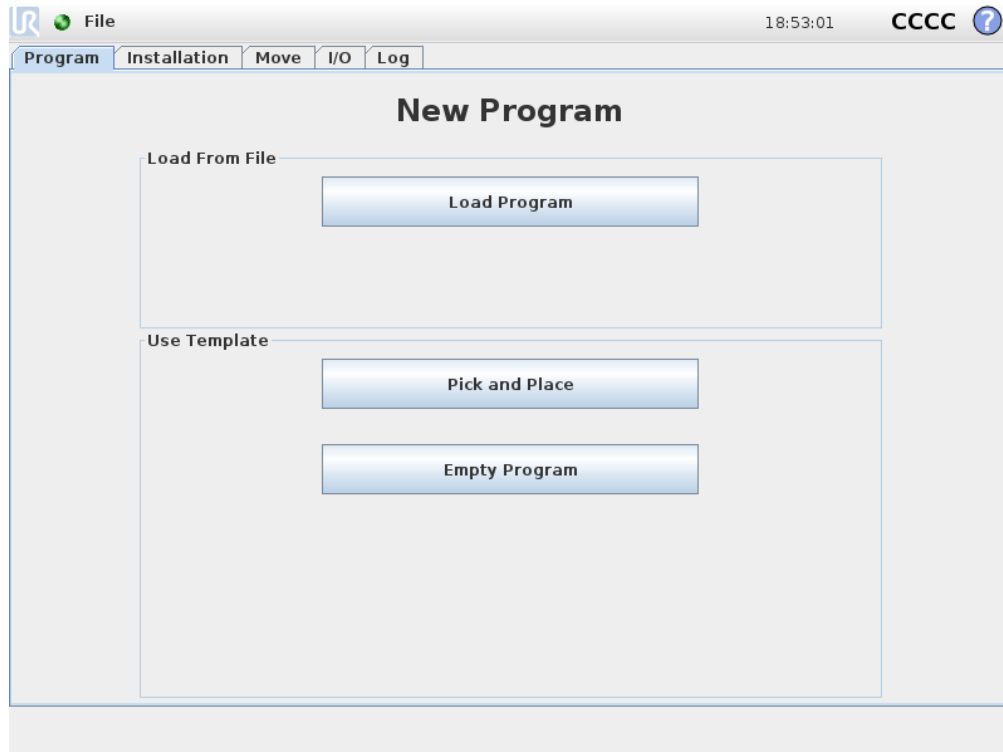 UR File 18:53:01 CCCC ?
Program Installation Move I/O Log
New Program
Load From File
Load Program
Use Template
Pick and Place
Empty Program